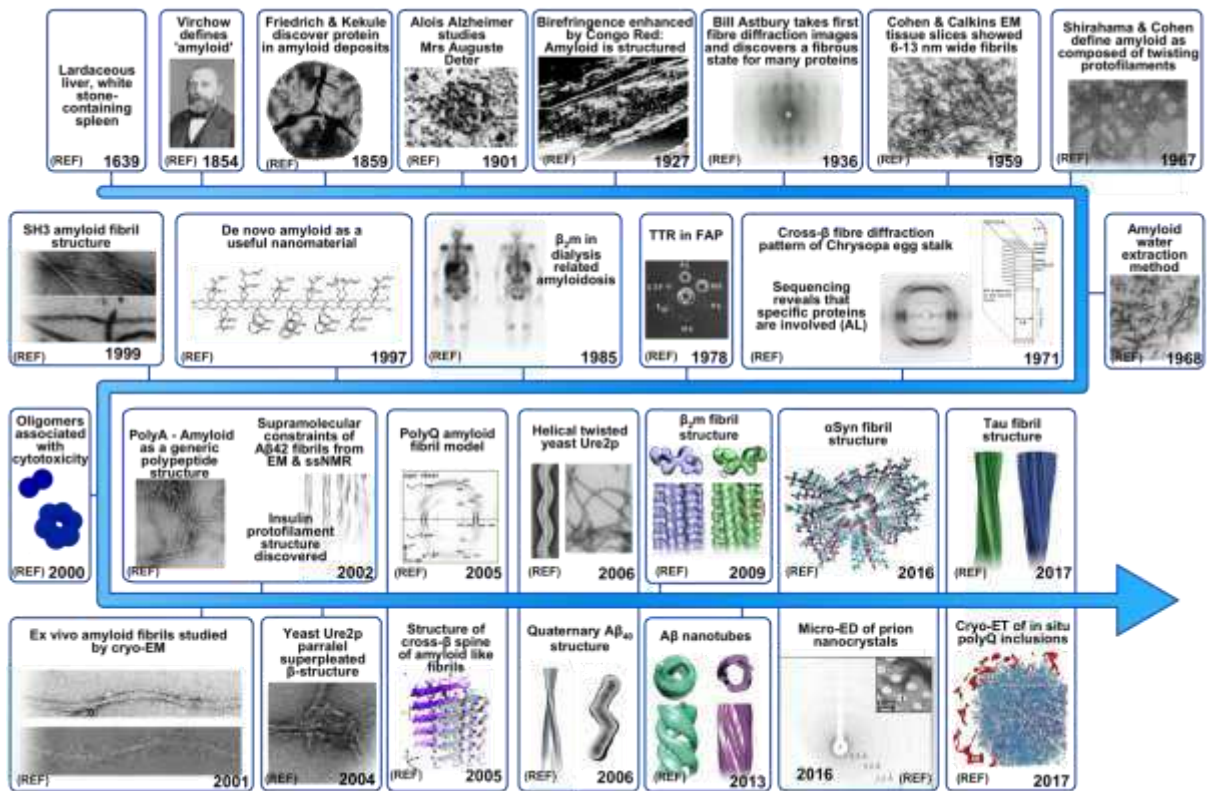 Lardaceous
liver, white
stone-
containing
spleen
(REF) 1639
Virchow
defines
'amyloid'
(REF) 1854
Friedrich & Kekule
discover protein
in amyloid deposits
(REF) 1859
Alois Alzheimer
studies
Mrs Auguste
Deter
(REF) 1901
Birefringence enhanced
by Congo Red:
Amyloid is structured
(REF) 1927
Bill Astbury takes first
fibre diffraction images
and discovers a fibrous
state for many proteins
(REF) 1936
Cohen & Calkins EM
tissue slices showed
6-13 nm wide fibrils
(REF) 1959
Shirahama & Cohen
define amyloid as
composed of twisting
protofilaments
(REF) 1967
SH3 amyloid fibril
structure
(REF) 1999
De novo amyloid as a
useful nanomaterial
(REF) 1997
β₂m in
dialysis
related
amyloidosis
(REF) 1985
TTR in FAP
(REF) 1978
Cross-β fibre diffraction
pattern of Chrysopa egg stalk
Sequencing
reveals that
specific proteins
are involved (AL)
(REF) 1971
Amyloid
water
extraction
method
(REF) 1968
Oligomers
associated
with
cytotoxicity
(REF) 2000
PolyA - Amyloid
as a generic
polypeptide
structure
Supramolecular
constraints of
Aβ42 fibrils from
EM & ssNMR
Insulin
protofilament
structure
discovered
(REF) 2002
PolyQ amyloid
fibril model
(REF) 2005
Helical twisted
yeast Ure2p
(REF) 2006
β₂m fibril
structure
(REF) 2009
αSyn fibril
structure
(REF) 2016
Tau fibril
structure
(REF) 2017
Ex vivo amyloid fibrils studied
by cryo-EM
(REF) 2001
Yeast Ure2p
parralel
superpleated
β-structure
(REF) 2004
Structure of
cross-β spine
of amyloid like
fibrils
(REF) 2005
Quaternary Aβ₄₀
structure
(REF) 2006
Aβ nanotubes
(REF) 2013
Micro-ED of prion
nanocrystals
2016 (REF)
Cryo-ET of in situ
polyQ inclusions
(REF) 2017